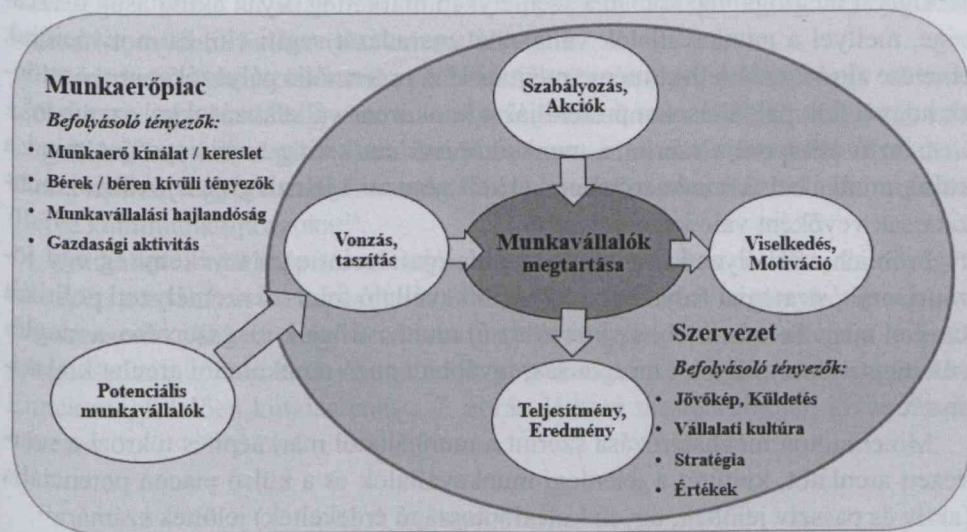 Munkaerőpiac
Befolyásoló tényezők:
• Munkaerő kínálat / kereslet
• Bérek / béren kívüli tényezők
• Munkavállalási hajlandóság
• Gazdasági aktivitás
Szabályozás,
Akciók
Vonzás,
taszítás
Munkavállalók
megtartása
Viselkedés,
Motiváció
Potenciális
munkavállalók
Teljesítmény,
Eredmény
Szervezet
Befolyásoló tényezők:
• Jövőkép, Küldetés
• Vállalati kultúra
• Stratégia
• Értékek